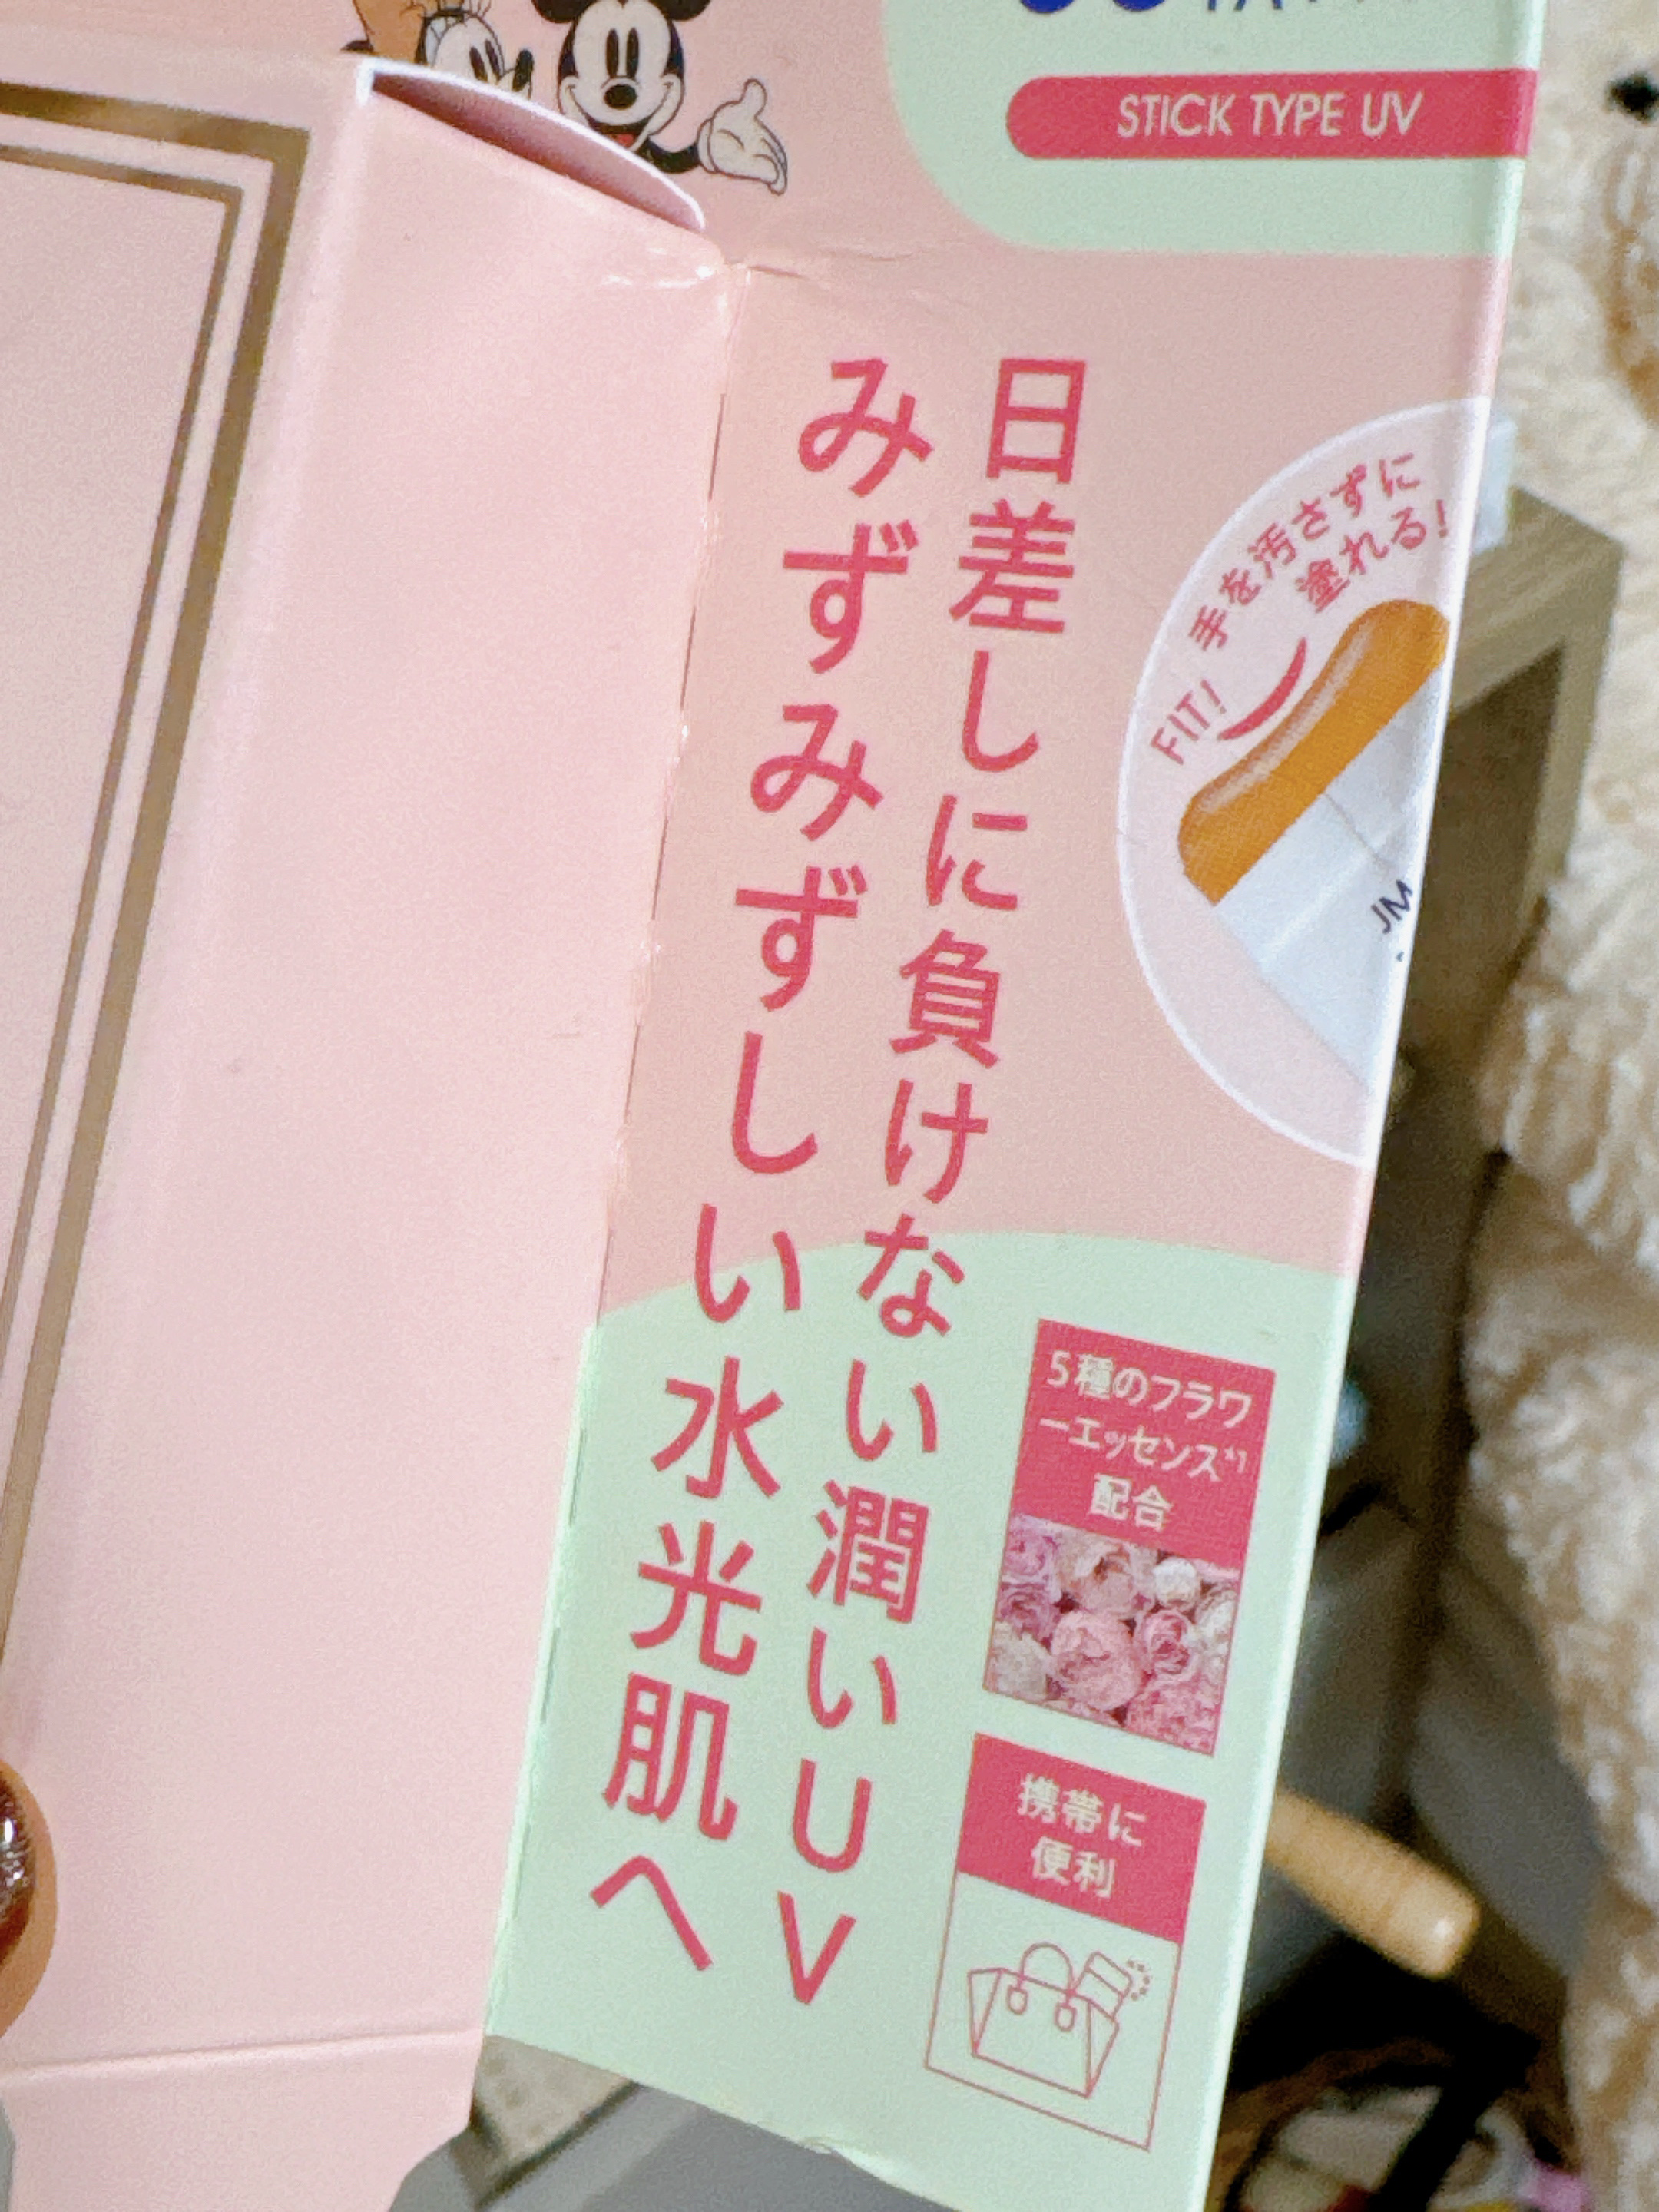 STICK TYPE UV
日差しに負けない潤いUV
みずみずしい水光肌へ
手を汚さずに
塗れる!
FIT!
JM
5種のフラワ
ーエッセンス*1
配合
携帯に
便利